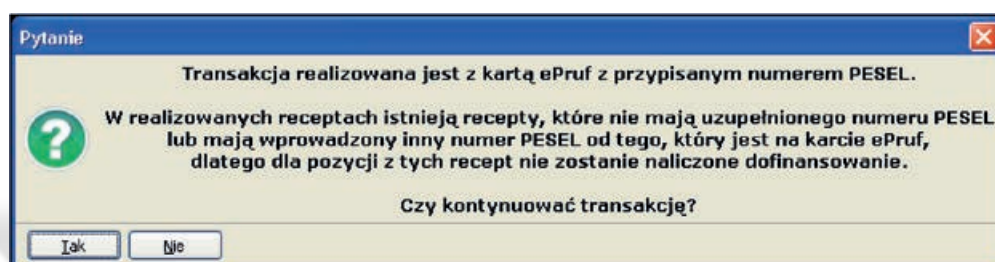 Pytanie
Transakcja realizowana jest z kartą ePruf z przypisanym numerem PESEL.
W realizowanych receptach istnieją recepty, które nie mają uzupełnionego numeru PESEL
lub mają wprowadzony inny numer PESEL od tego, który jest na karcie ePruf,
dlatego dla pozycji z tych recept nie zostanie naliczone dofinansowanie.
Czy kontynuować transakcję?
Tak Nie